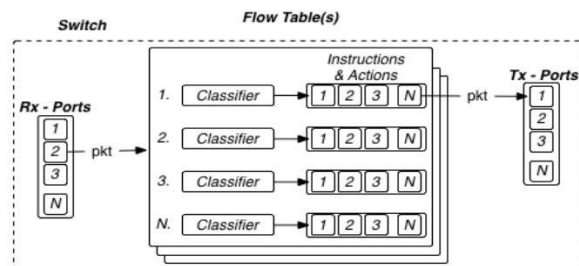 Switch
Flow Table(s)
Instructions
& Actions
Rx - Ports
1
2
3
N
pkt
1. Classifier 1 2 3 N
2. Classifier 1 2 3 N
3. Classifier 1 2 3 N
N. Classifier 1 2 3 N
pkt
Tx - Ports
1
2
3
N